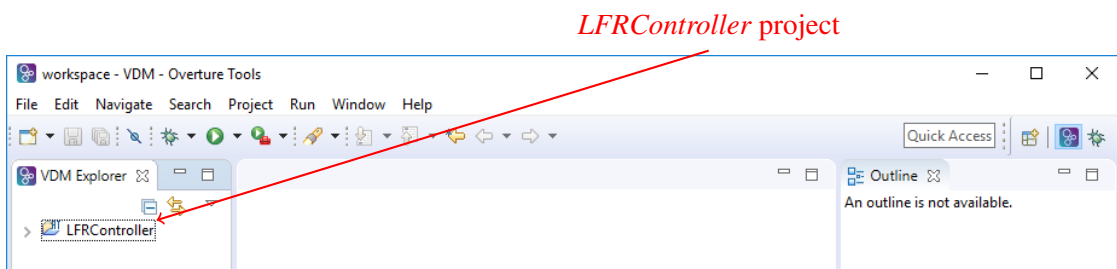 LFRController project
workspace - VDM - Overture Tools
File Edit Navigate Search Project Run Window Help
Quick Access
VDM Explorer
Outline
An outline is not available.
LFRController